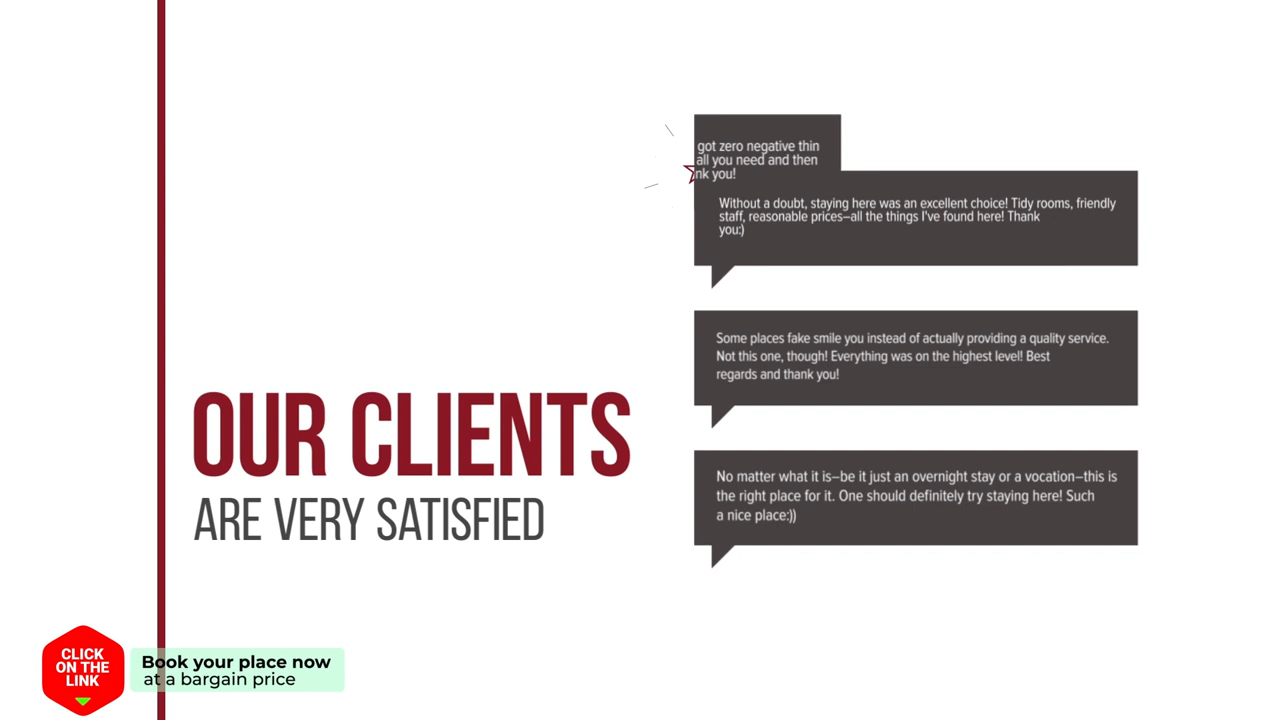 got zero negative thin
all you need and then
nk you!
Without a doubt, staying here was an excellent choice! Tidy rooms, friendly
staff, reasonable prices–all the things I've found here! Thank
you:)
Some places fake smile you instead of actually providing a quality service.
Not this one, though! Everything was on the highest level! Best
regards and thank you!
OUR CLIENTS
ARE VERY SATISFIED
No matter what it is–be it just an overnight stay or a vocation–this is
the right place for it. One should definitely try staying here! Such
a nice place:))
CLICK
ON THE
LINK
Book your place now
at a bargain price